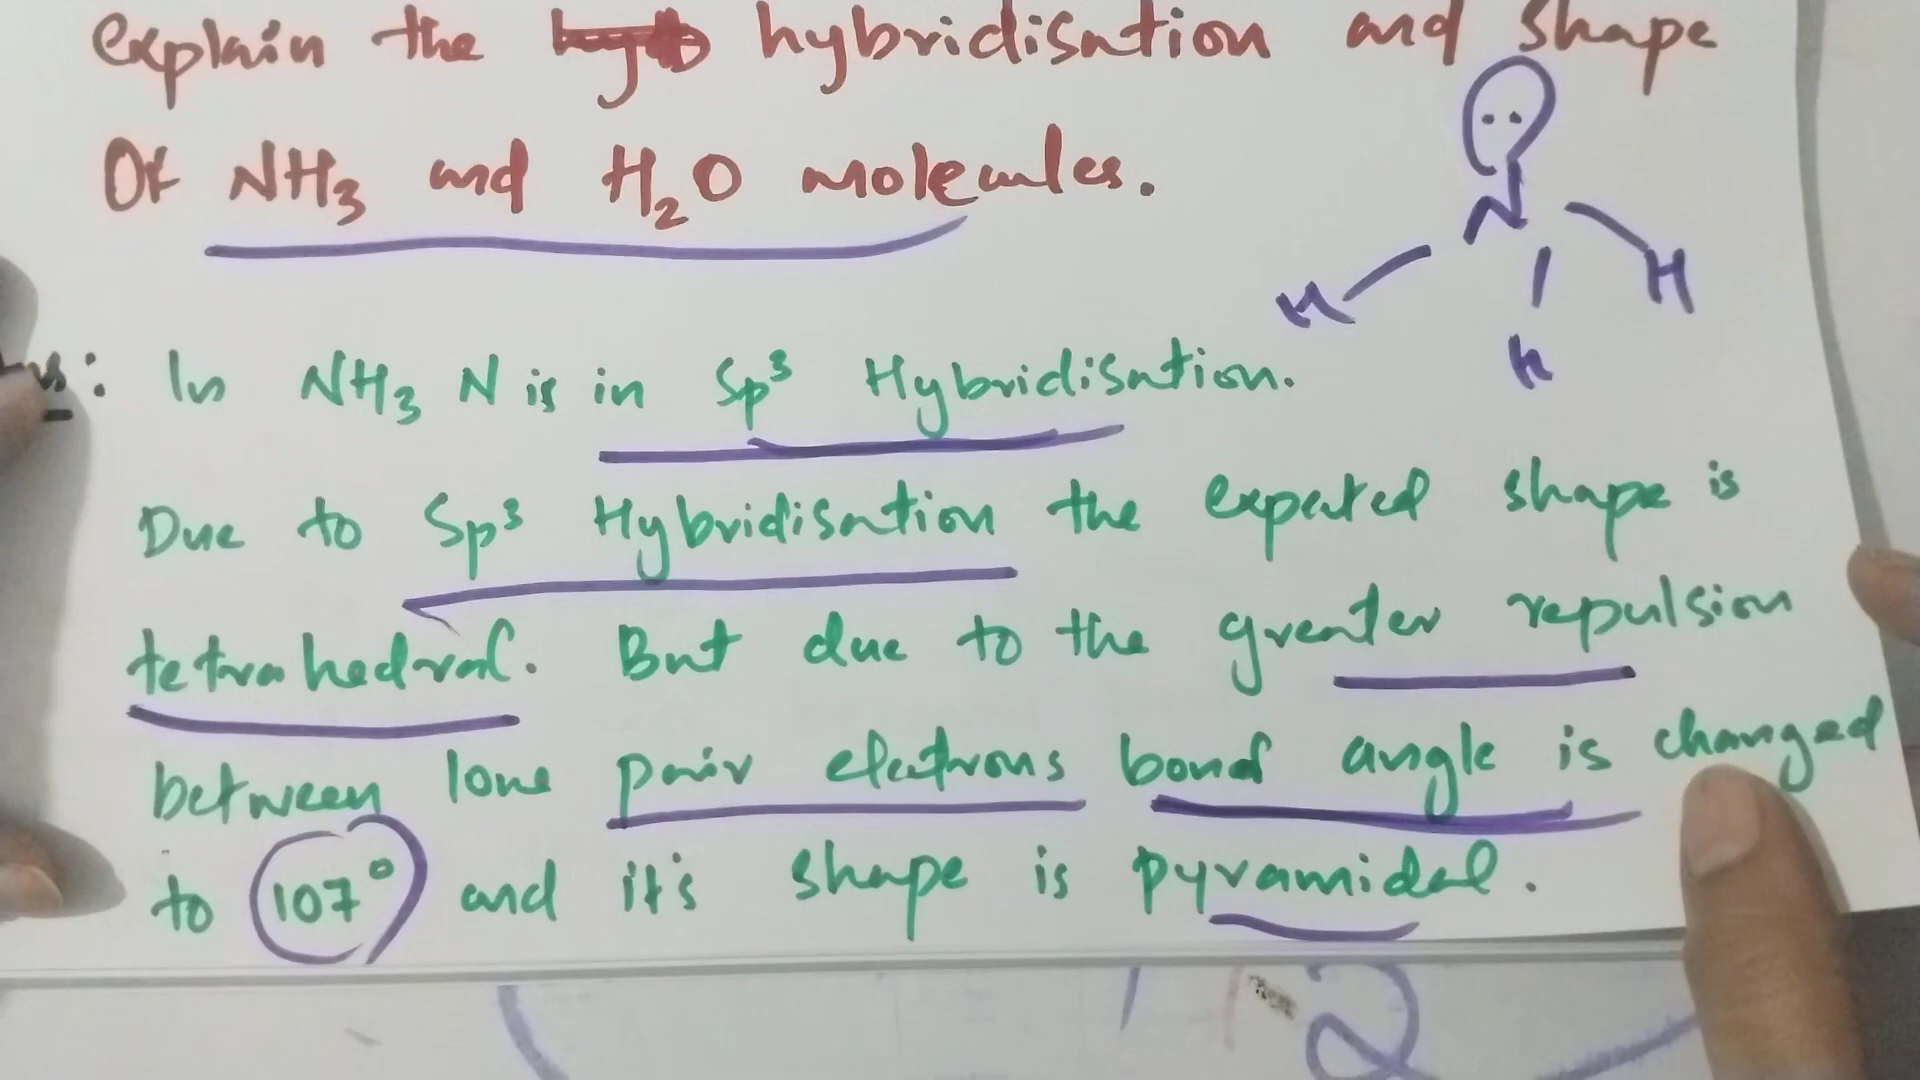 explain the hybridisation and shape
Of NH₃ and H₂O molecules.
N
H H
H
In NH₃ N is in Sp³ Hybridisation.
Due to Sp³ Hybridisation the expected shape is
tetrahedral. But due to the greater repulsion
between lone pair electrons bond angle is changed
to 107° and it's shape is pyramidal.